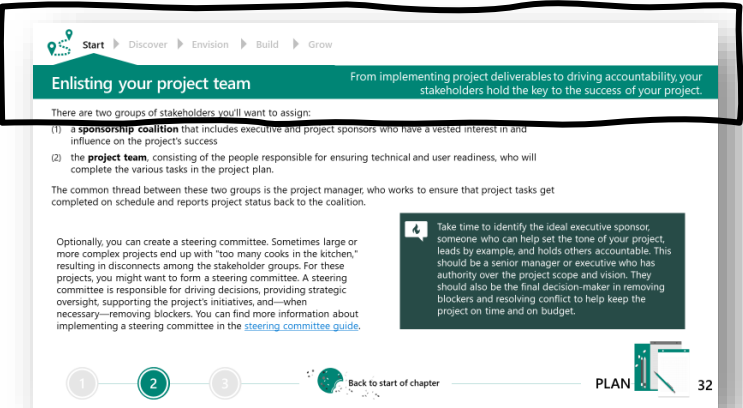 Start Discover Envision Build Grow
Enlisting your project team
From implementing project deliverables to driving accountability, your
stakeholders hold the key to the success of your project.
There are two groups of stakeholders you'll want to assign:
(1) a sponsorship coalition that includes executive and project sponsors who have a vested interest in and
influence on the project's success
(2) the project team, consisting of the people responsible for ensuring technical and user readiness, who will
complete the various tasks in the project plan.
The common thread between these two groups is the project manager, who works to ensure that project tasks get
completed on schedule and reports project status back to the coalition.
Optionally, you can create a steering committee. Sometimes large or
more complex projects end up with "too many cooks in the kitchen,"
resulting in disconnects among the stakeholder groups. For these
projects, you might want to form a steering committee. A steering
committee is responsible for driving decisions, providing strategic
oversight, supporting the project's initiatives, and—when
necessary—removing blockers. You can find more information about
implementing a steering committee in the steering committee guide.
Take time to identify the ideal executive sponsor,
someone who can help set the tone of your project,
leads by example, and holds others accountable. This
should be a senior manager or executive who has
authority over the project scope and vision. They
should also be the final decision-maker in removing
blockers and resolving conflict to help keep the
project on time and on budget.
1 2 3
Back to start of chapter
PLAN
32